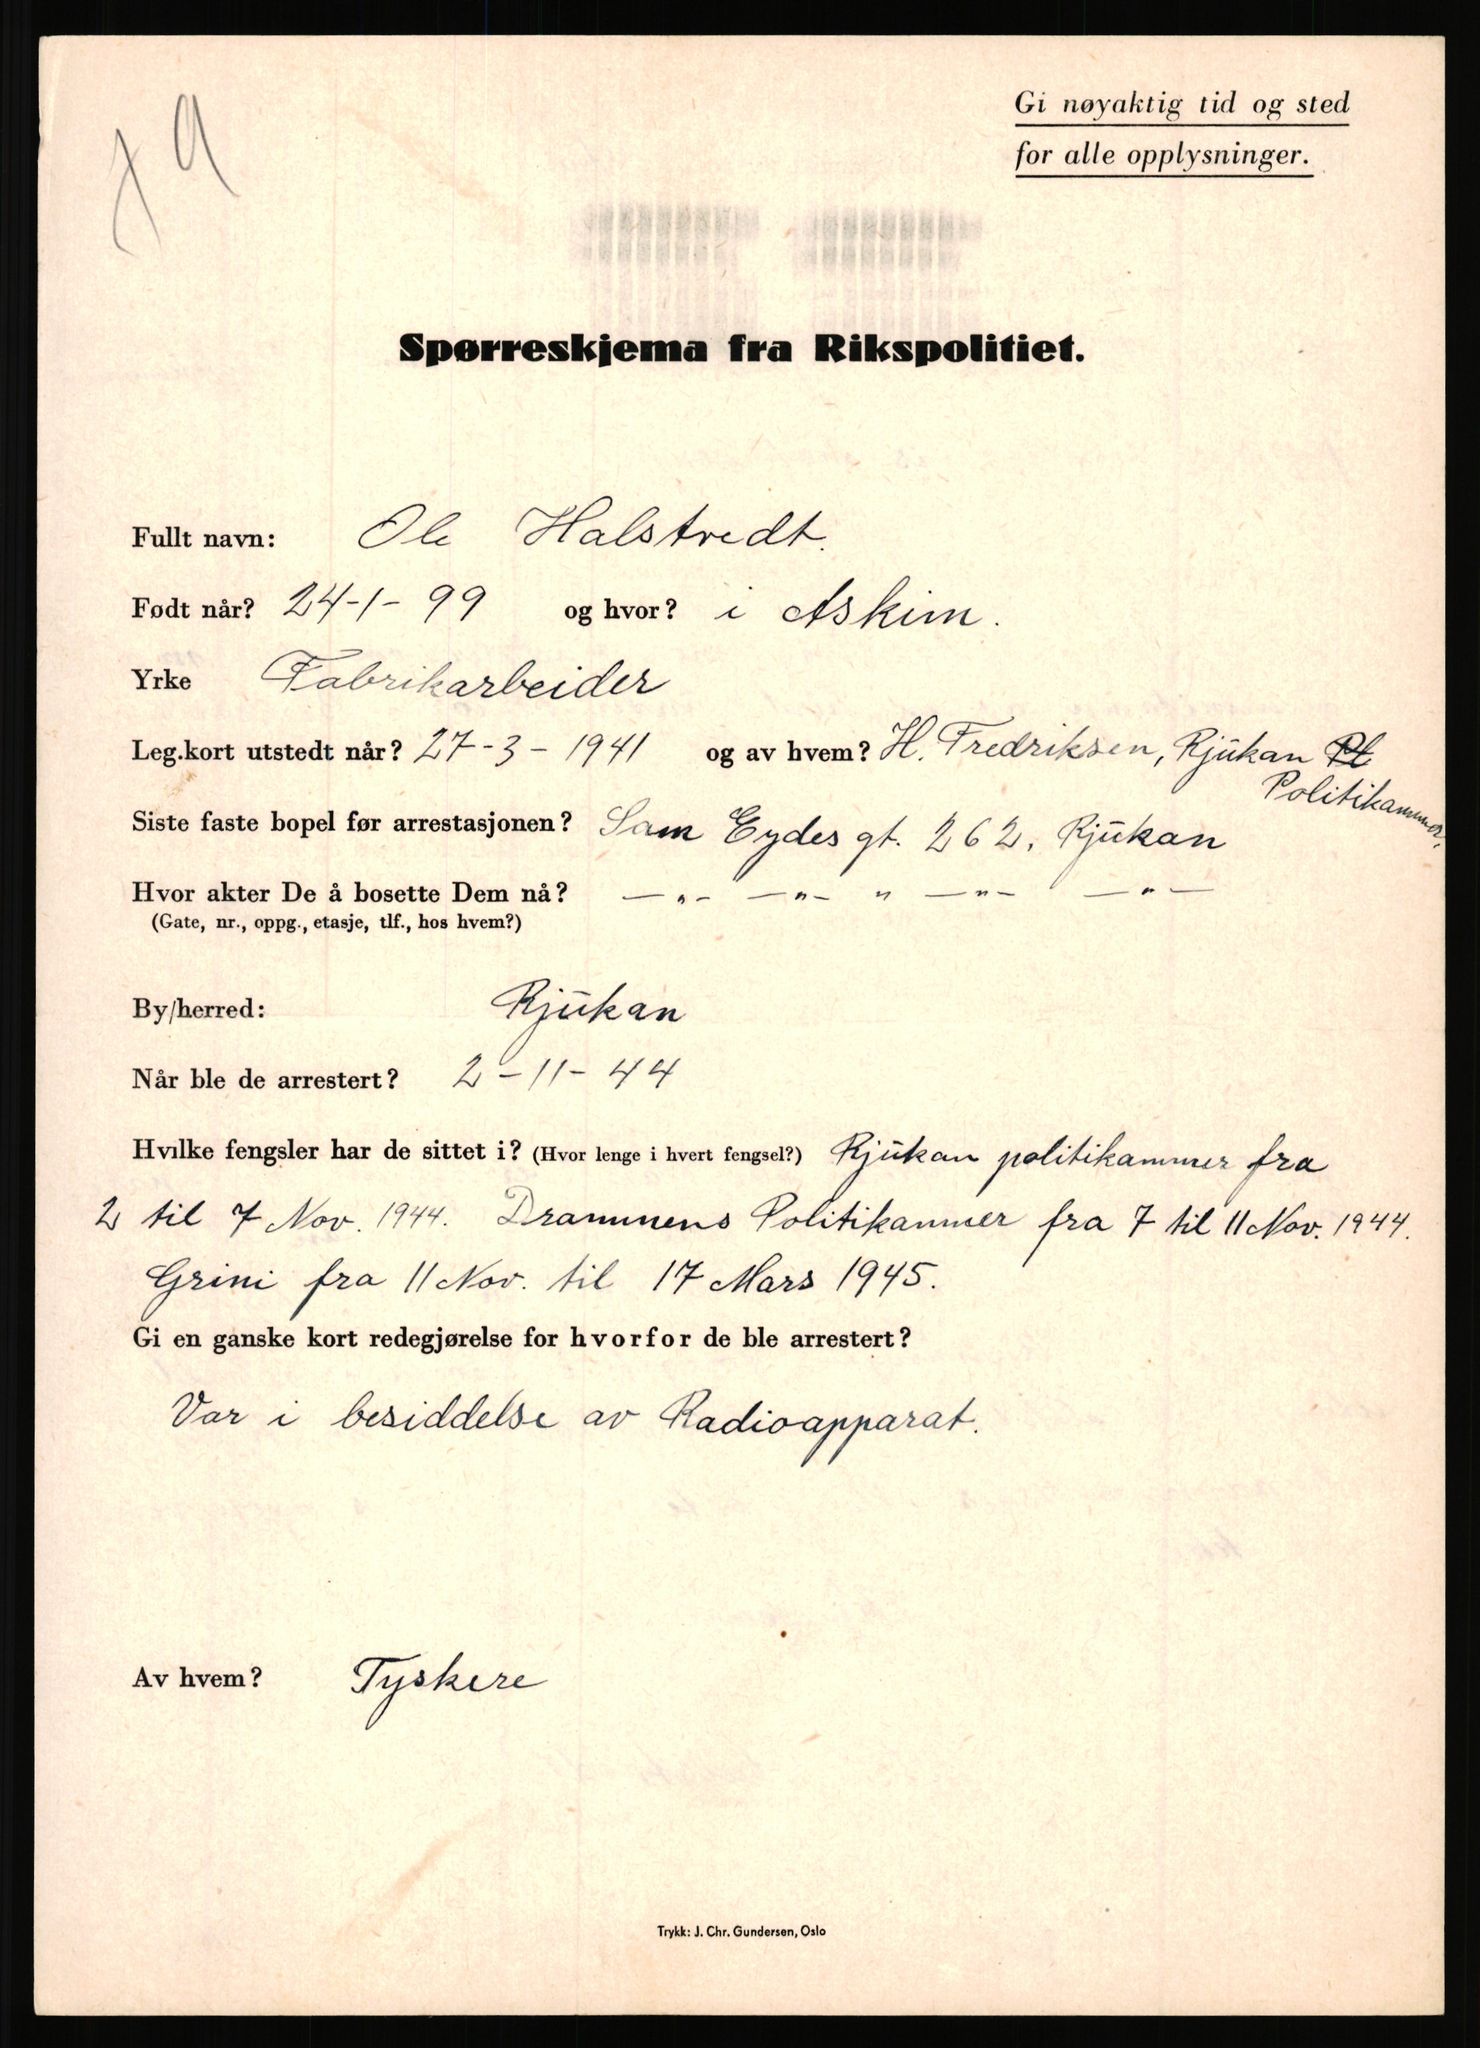 Gi nøyaktig tid og sted
for alle opplysninger.
Spørreskjema fra Rikspolitiet.
Fullt navn: Ole Halstvedt.
Født når? 24-1-99 og hvor? i Askim.
Yrke Fabrikarbeider
Leg.kort utstedt når? 27-3-1941 og av hvem? H. Fredriksen, Rjukan
Politikammer.
Siste faste bopel før arrestasjonen? Sam Eydes gt. 262, Rjukan
Hvor akter De å bosette Dem nå? —„— —„— „ —„— —„—
(Gate, nr., oppg., etasje, tlf., hos hvem?)
By/herred: Rjukan
Når ble de arrestert? 2-11-44
Hvilke fengsler har de sittet i? (Hvor lenge i hvert fengsel?) Rjukan politikammer fra
2 til 7 Nov. 1944. Drammens Politikammer fra 7 til 11 Nov. 1944.
Grini fra 11 Nov. til 17 Mars 1945.
Gi en ganske kort redegjørelse for hvorfor de ble arrestert?
Var i besiddelse av Radioapparat.
Av hvem? Tyskere
Trykk: J. Chr. Gundersen, Oslo